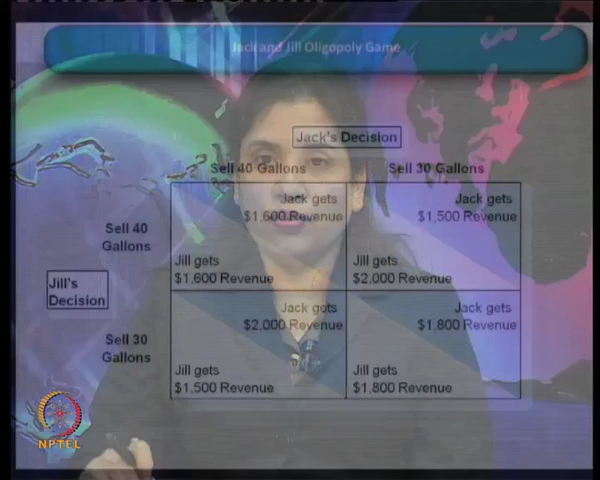 Jack and Jill Oligopoly Game
Jack's Decision
Sell 40 Gallons
Sell 30 Gallons
Sell 40
Gallons
Jack gets
$1,600 Revenue
Jill gets
$1,600 Revenue
Jack gets
$1,500 Revenue
Jill gets
$2,000 Revenue
Jill's
Decision
Sell 30
Gallons
Jack gets
$2,000 Revenue
Jill gets
$1,500 Revenue
Jack gets
$1,800 Revenue
Jill gets
$1,800 Revenue
NPTEL